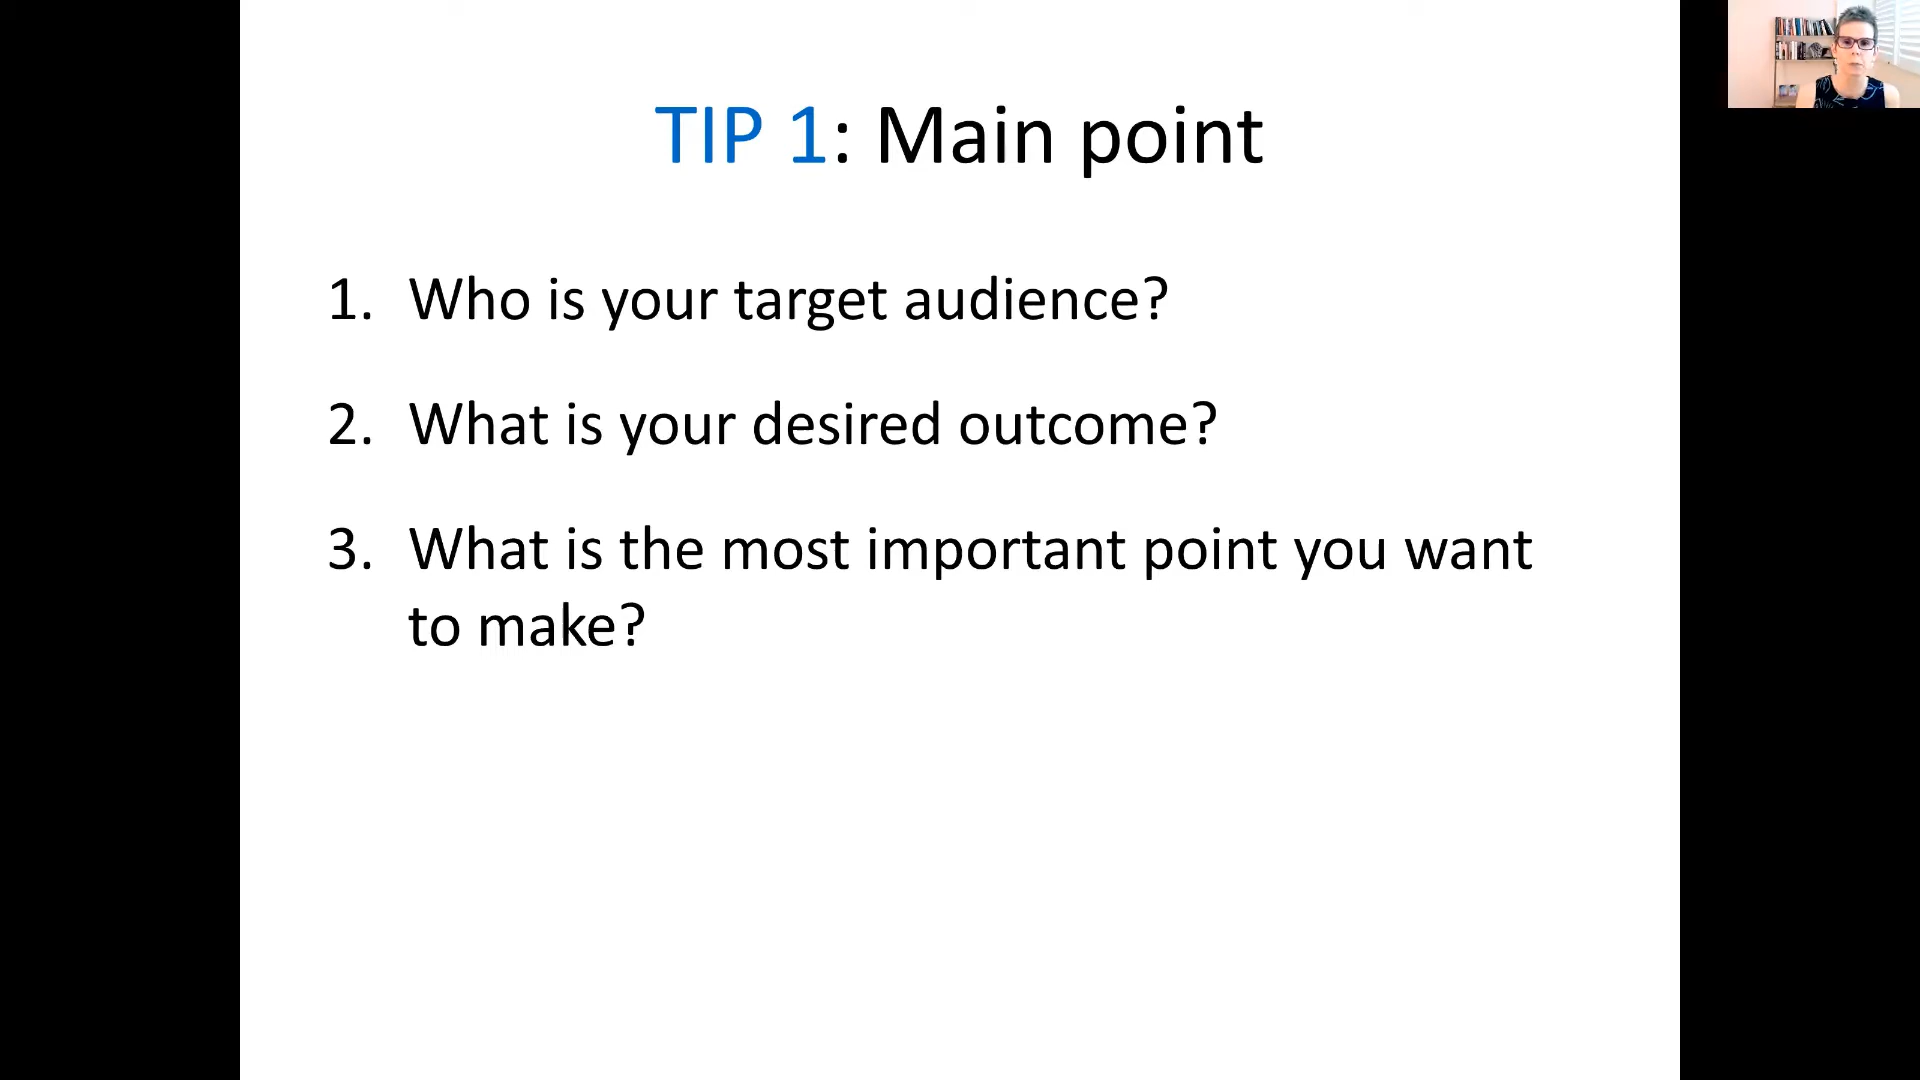 TIP 1: Main point
1. Who is your target audience?
2. What is your desired outcome?
3. What is the most important point you want
to make?